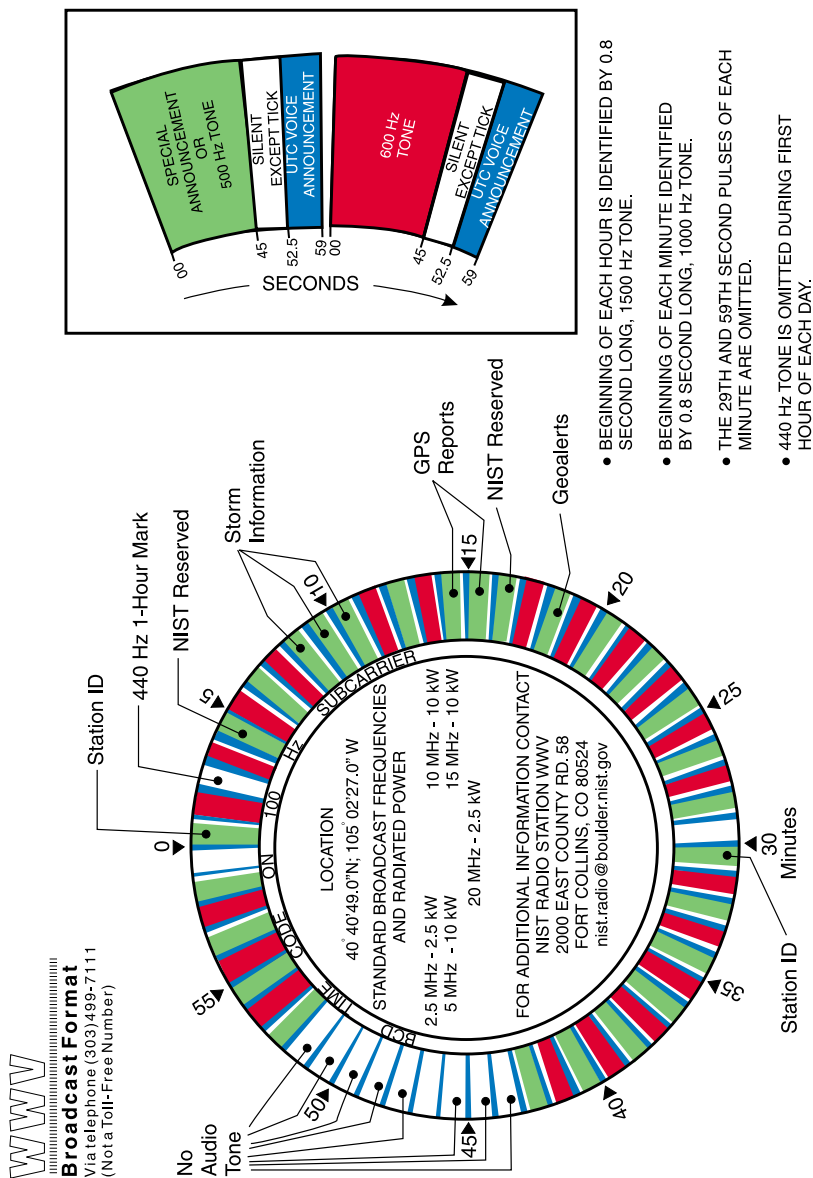 WWV
Broadcast Format
Via telephone (303)499-7111
(Not a Toll-Free Number)
Station ID
440 Hz 1-Hour Mark
NIST Reserved
Storm
Information
GPS
Reports
NIST Reserved
Geoalerts
Station ID
No
Audio
Tone
0
5
10
15
20
25
30
Minutes
35
40
45
50
55
BCD TIME CODE ON 100 Hz SUBCARRIER
LOCATION
40° 40'49.0"N; 105° 02'27.0" W
STANDARD BROADCAST FREQUENCIES
AND RADIATED POWER
2.5 MHz - 2.5 kW
10 MHz - 10 kW
5 MHz - 10 kW
15 MHz - 10 kW
20 MHz - 2.5 kW
FOR ADDITIONAL INFORMATION CONTACT
NIST RADIO STATION WWV
2000 EAST COUNTY RD. 58
FORT COLLINS, CO 80524
nist.radio@boulder.nist.gov
SPECIAL
ANNOUNCEMENT
OR
500 Hz TONE
SILENT
EXCEPT TICK
UTC VOICE
ANNOUNCEMENT
600 Hz
TONE
SILENT
EXCEPT TICK
UTC VOICE
ANNOUNCEMENT
00
45
52.5
59
00
45
52.5
59
SECONDS
• BEGINNING OF EACH HOUR IS IDENTIFIED BY 0.8
SECOND LONG, 1500 Hz TONE.
• BEGINNING OF EACH MINUTE IDENTIFIED
BY 0.8 SECOND LONG, 1000 Hz TONE.
• THE 29TH AND 59TH SECOND PULSES OF EACH
MINUTE ARE OMITTED.
• 440 Hz TONE IS OMITTED DURING FIRST
HOUR OF EACH DAY.